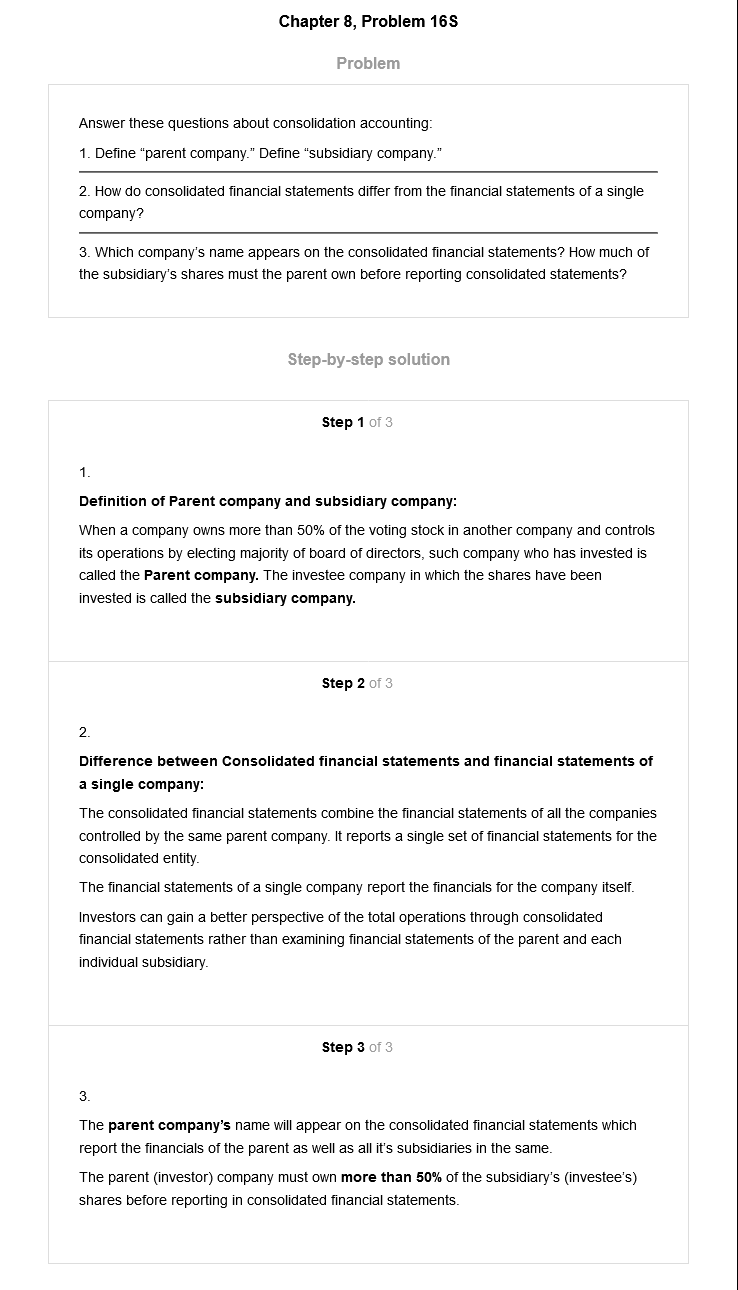 Chapter 8, Problem 16S
Problem
Answer these questions about consolidation accounting:
1. Define “parent company.” Define “subsidiary company.”
2. How do consolidated financial statements differ from the financial statements of a single
company?
3. Which company’s name appears on the consolidated financial statements? How much of
the subsidiary’s shares must the parent own before reporting consolidated statements?
Step-by-step solution
Step 1 of 3
1.
Definition of Parent company and subsidiary company:
When a company owns more than 50% of the voting stock in another company and controls
its operations by electing majority of board of directors, such company who has invested is
called the Parent company. The investee company in which the shares have been
invested is called the subsidiary company.
Step 2 of 3
2.
Difference between Consolidated financial statements and financial statements of
a single company:
The consolidated financial statements combine the financial statements of all the companies
controlled by the same parent company. It reports a single set of financial statements for the
consolidated entity.
The financial statements of a single company report the financials for the company itself.
Investors can gain a better perspective of the total operations through consolidated
financial statements rather than examining financial statements of the parent and each
individual subsidiary.
Step 3 of 3
3.
The parent company’s name will appear on the consolidated financial statements which
report the financials of the parent as well as all it’s subsidiaries in the same.
The parent (investor) company must own more than 50% of the subsidiary’s (investee’s)
shares before reporting in consolidated financial statements.